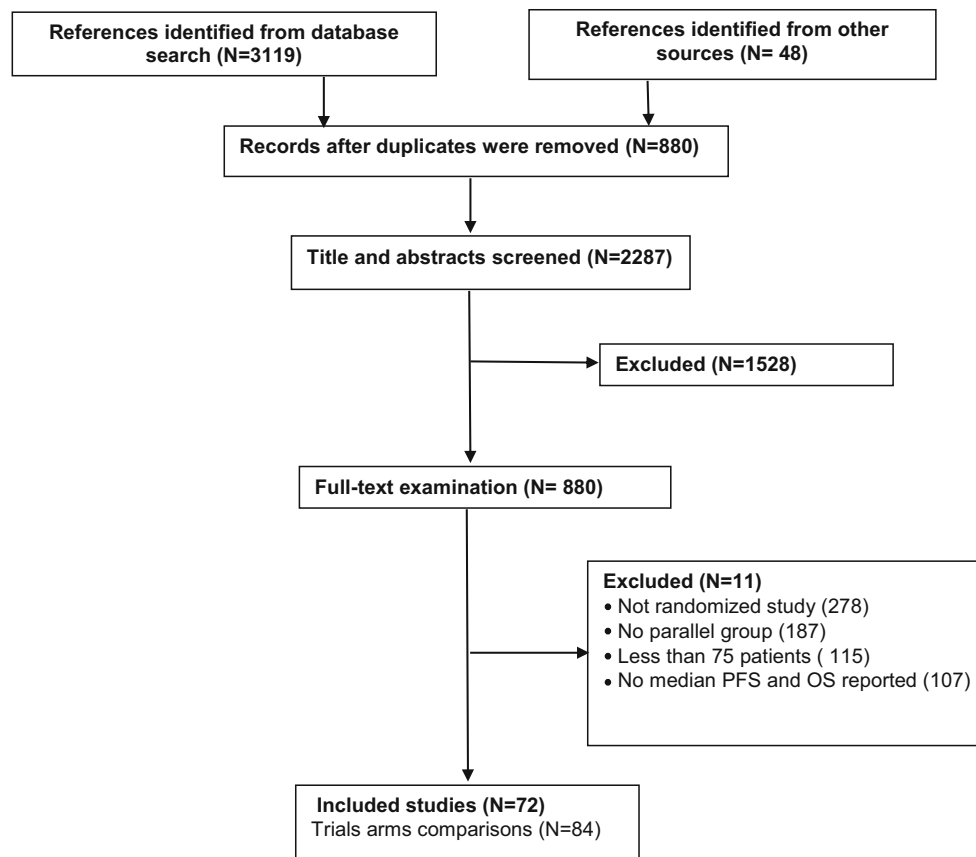 References identified from database
search (N=3119)
References identified from other
sources (N= 48)
Records after duplicates were removed (N=880)
Title and abstracts screened (N=2287)
Excluded (N=1528)
Full-text examination (N= 880)
Excluded (N=11)
• Not randomized study (278)
• No parallel group (187)
• Less than 75 patients ( 115)
• No median PFS and OS reported (107)
Included studies (N=72)
Trials arms comparisons (N=84)